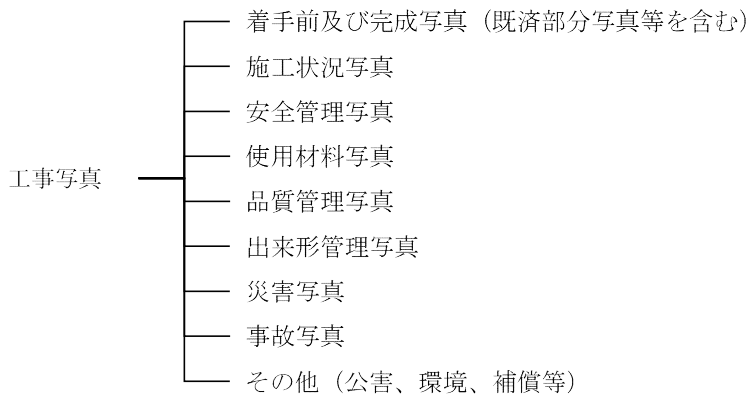 着手前及び完成写真（既済部分写真等を含む）
施工状況写真
安全管理写真
使用材料写真
工事写真
品質管理写真
出来形管理写真
災害写真
事故写真
その他（公害、環境、補償等）